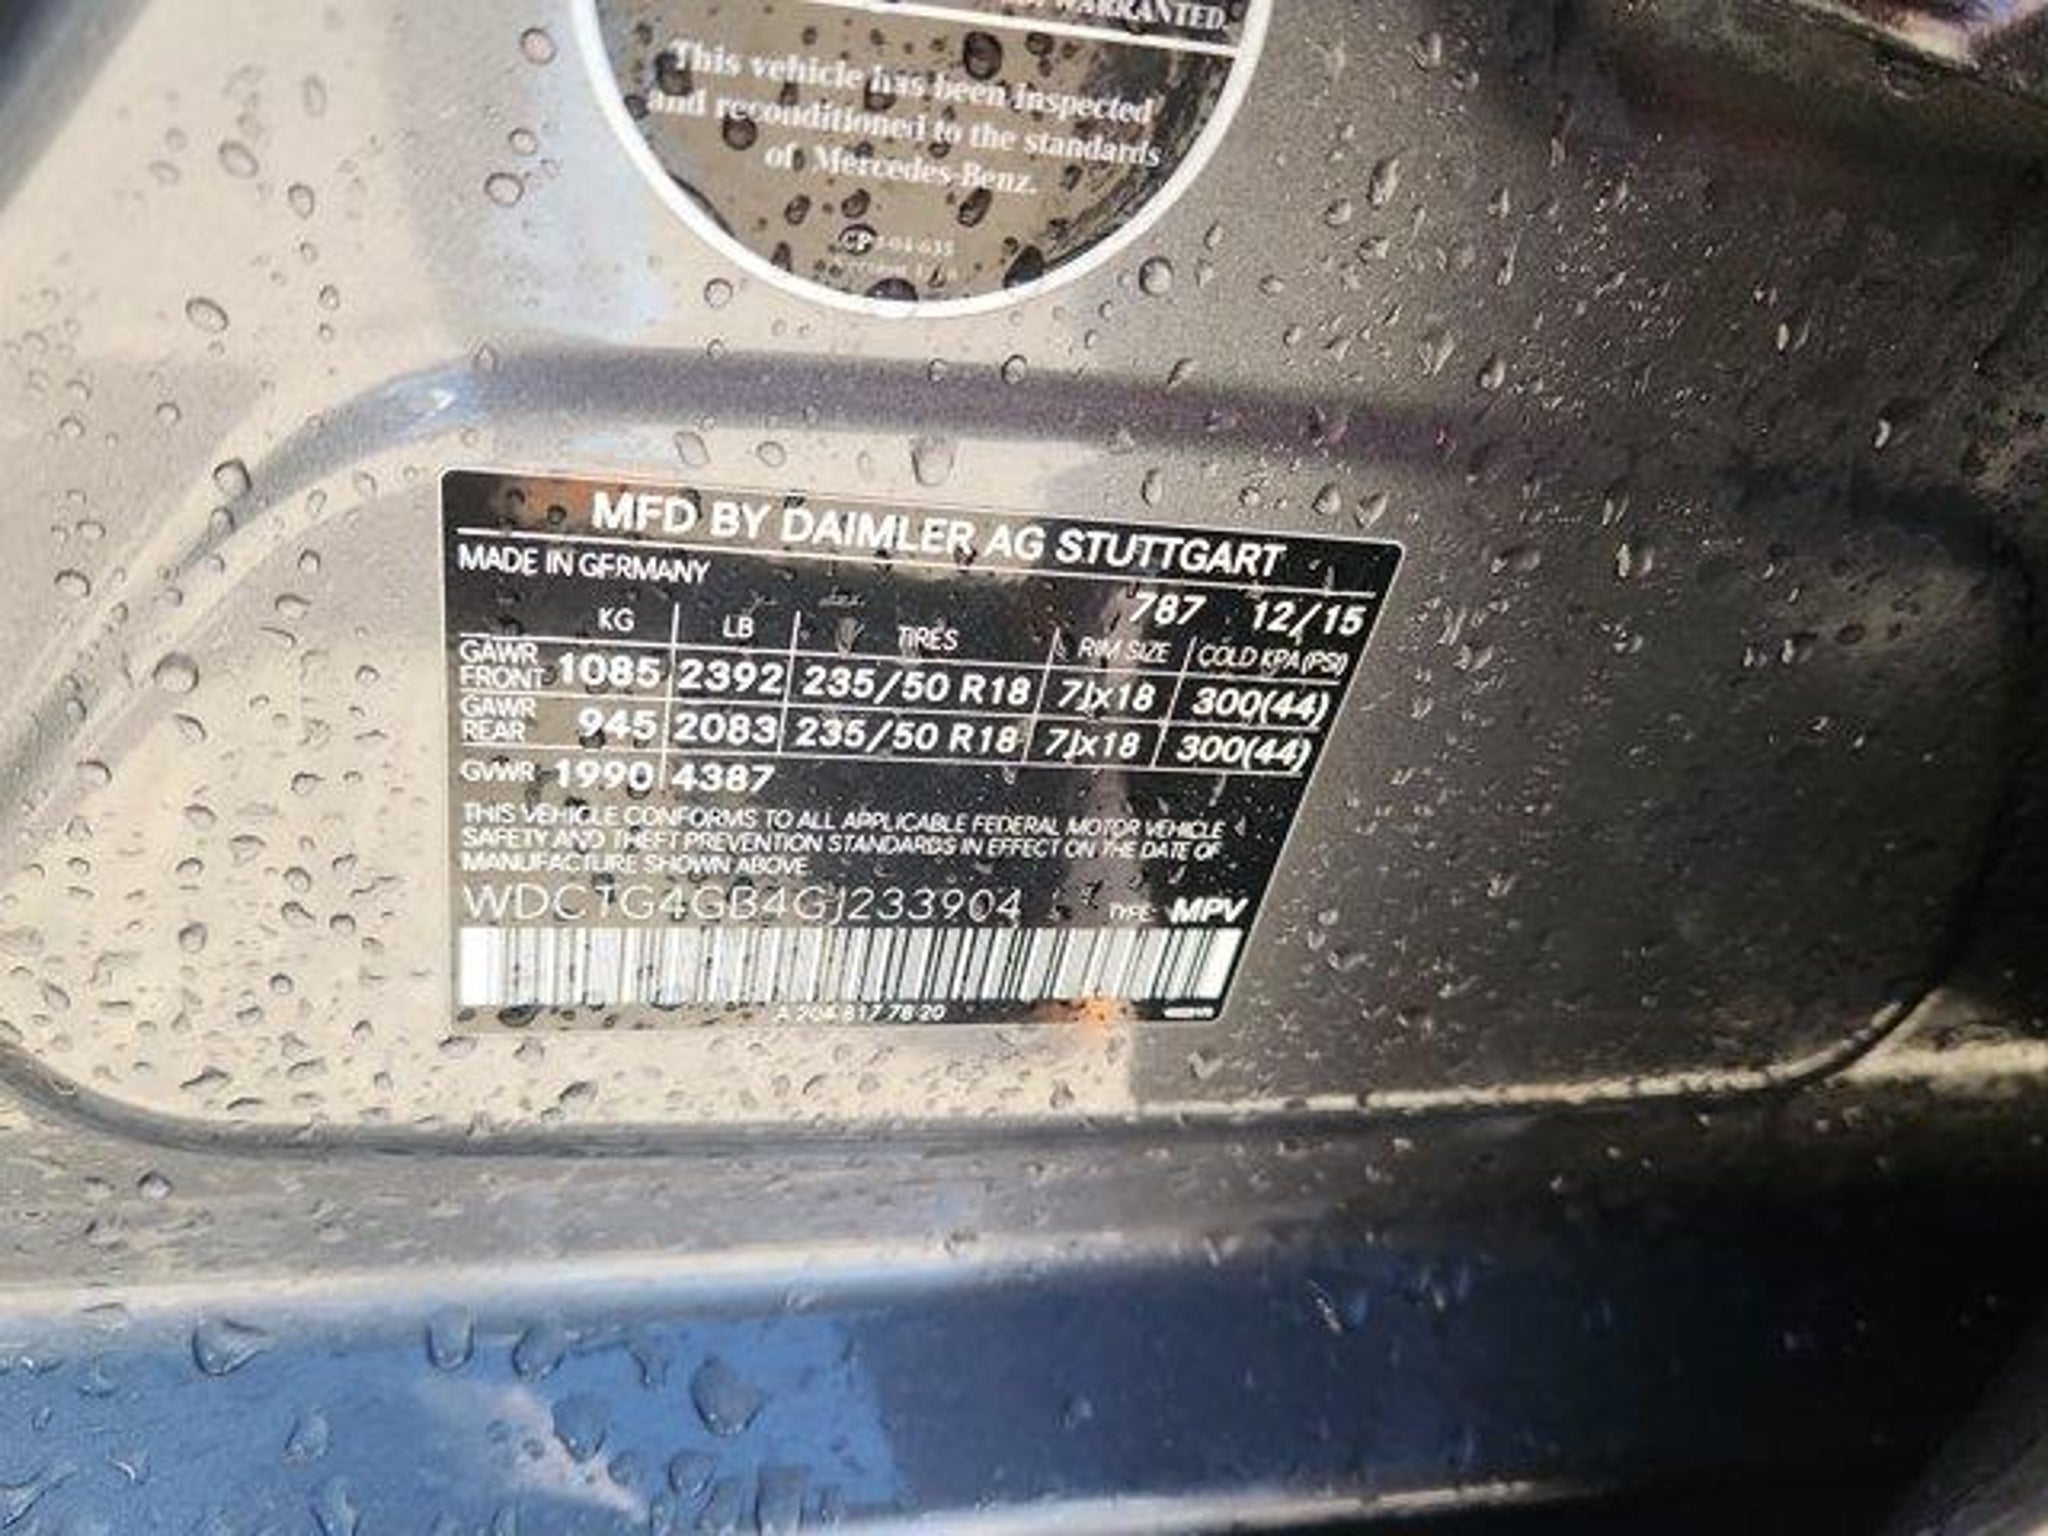 WARRANTED.
This vehicle has been inspected
and reconditioned to the standards
of Mercedes-Benz.
MFD BY DAIMLER AG STUTTGART
MADE IN GERMANY
787 12/15
KG LB TIRES RIM SIZE COLD KPA(PSI)
GAWR FRONT 1085 2392 235/50 R18 7Jx18 300(44)
GAWR REAR 945 2083 235/50 R18 7Jx18 300(44)
GVWR 1990 4387
THIS VEHICLE CONFORMS TO ALL APPLICABLE FEDERAL MOTOR VEHICLE
SAFETY AND THEFT PREVENTION STANDARDS IN EFFECT ON THE DATE OF
MANUFACTURE SHOWN ABOVE
WDCTG4GB4GJ233904 TYPE: MPV
A 204 817 78 20